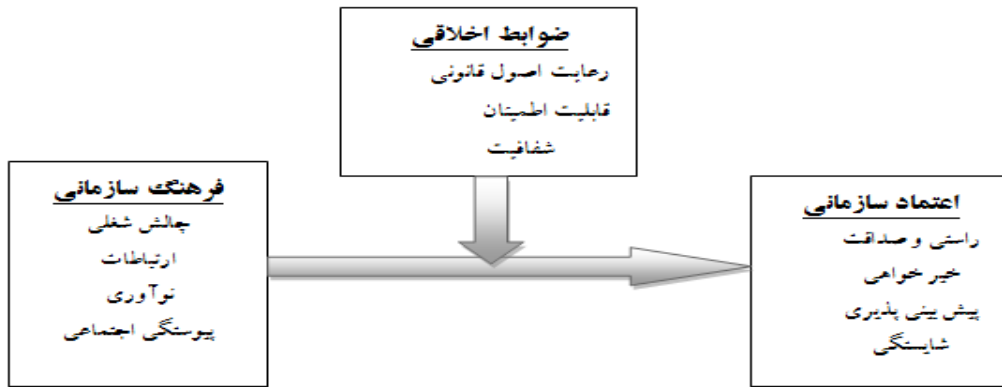 ضوابط اخلاقی
رعایت اصول قانونی
قابلیت اطمینان
شفافیت
فرهنگ سازمانی
چالش شغلی
ارتباطات
نوآوری
پیوستگی اجتماعی
اعتماد سازمانی
راستی و صداقت
خیر خواهی
پیش بینی پذیری
شایستگی